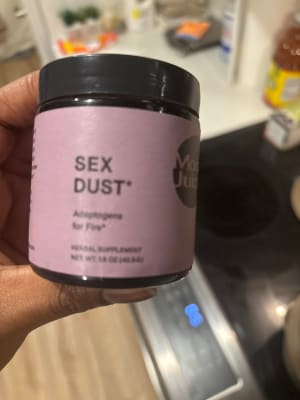 SEX
DUST*
Adaptogens
for Fire*
HERBAL SUPPLEMENT